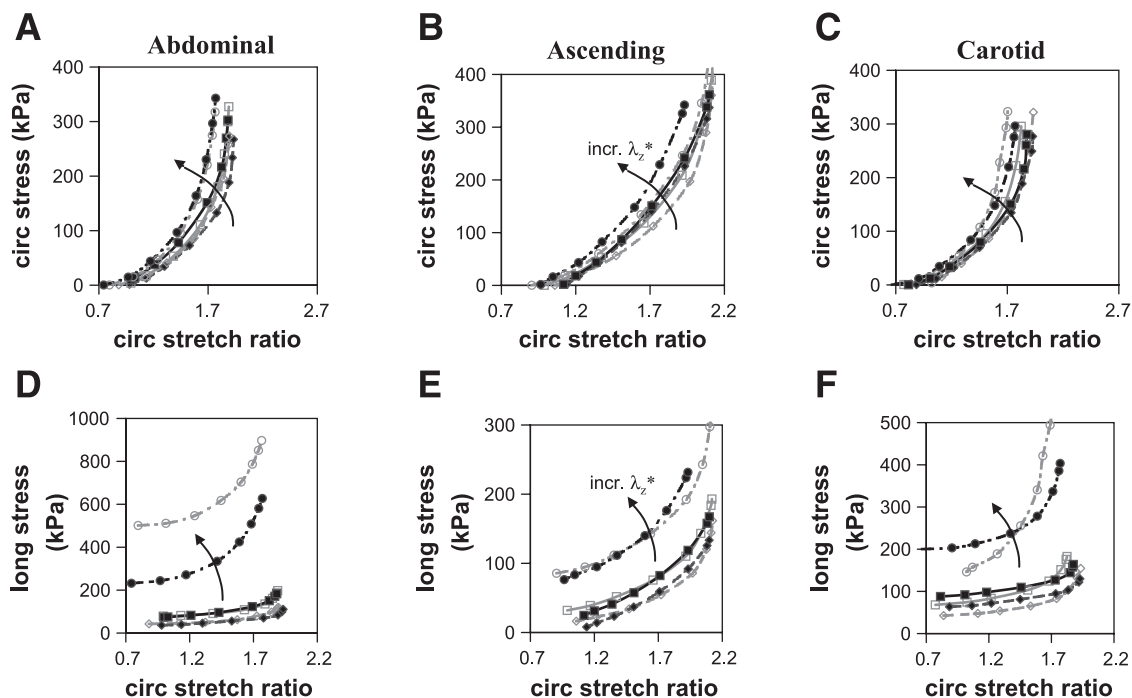 A
Abdominal
400
300
200
100
0
0.7
1.7
2.7
circ stress (kPa)
circ stretch ratio
B
Ascending
400
300
200
100
0
0.7
1.2
1.7
2.2
circ stress (kPa)
circ stretch ratio
incr. λz*
C
Carotid
400
300
200
100
0
0.7
1.7
2.7
circ stress (kPa)
circ stretch ratio
D
1000
800
600
400
200
0
0.7
1.2
1.7
2.2
long stress
(kPa)
circ stretch ratio
E
300
200
100
0
0.7
1.2
1.7
2.2
long stress
(kPa)
circ stretch ratio
incr. λz*
F
500
400
300
200
100
0
0.7
1.2
1.7
2.2
long stress
(kPa)
circ stretch ratio